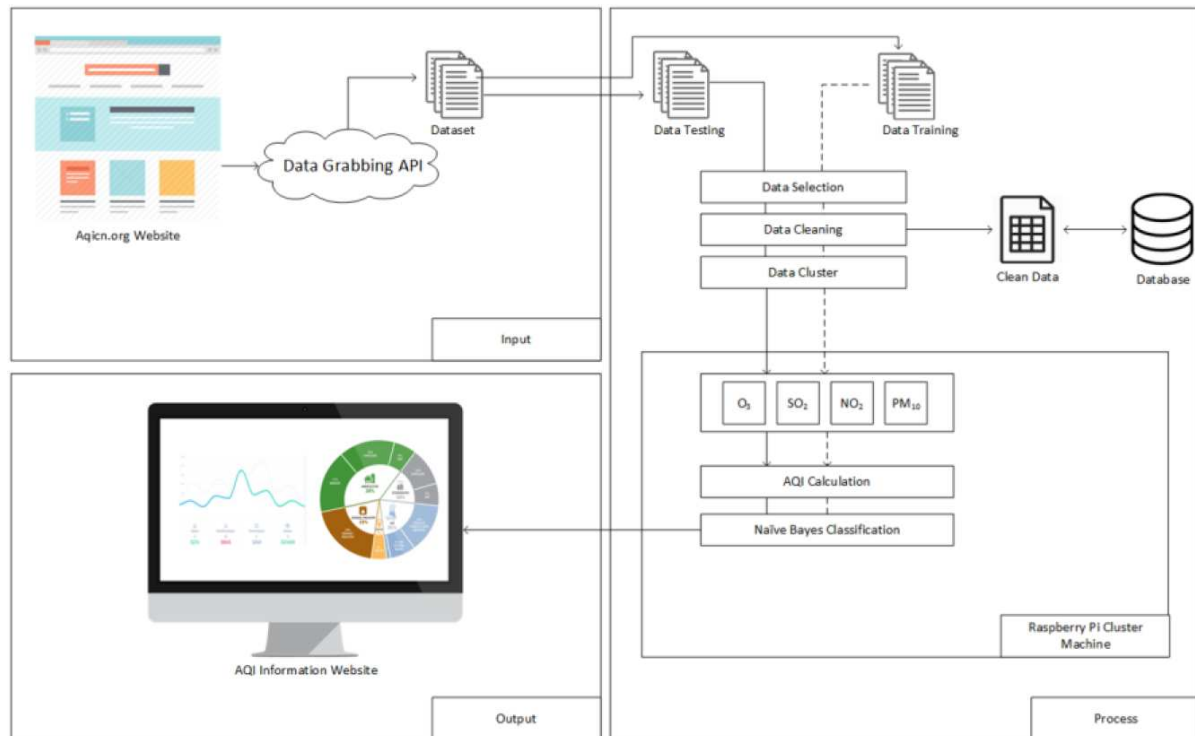 Aqicn.org Website
Data Grabbing API
Dataset
Input
Data Testing
Data Training
Data Selection
Data Cleaning
Data Cluster
Clean Data
Database
O₃ SO₂ NO₂ PM₁₀
AQI Calculation
Naïve Bayes Classification
Raspberry Pi Cluster
Machine
Process
AQI Information Website
Output